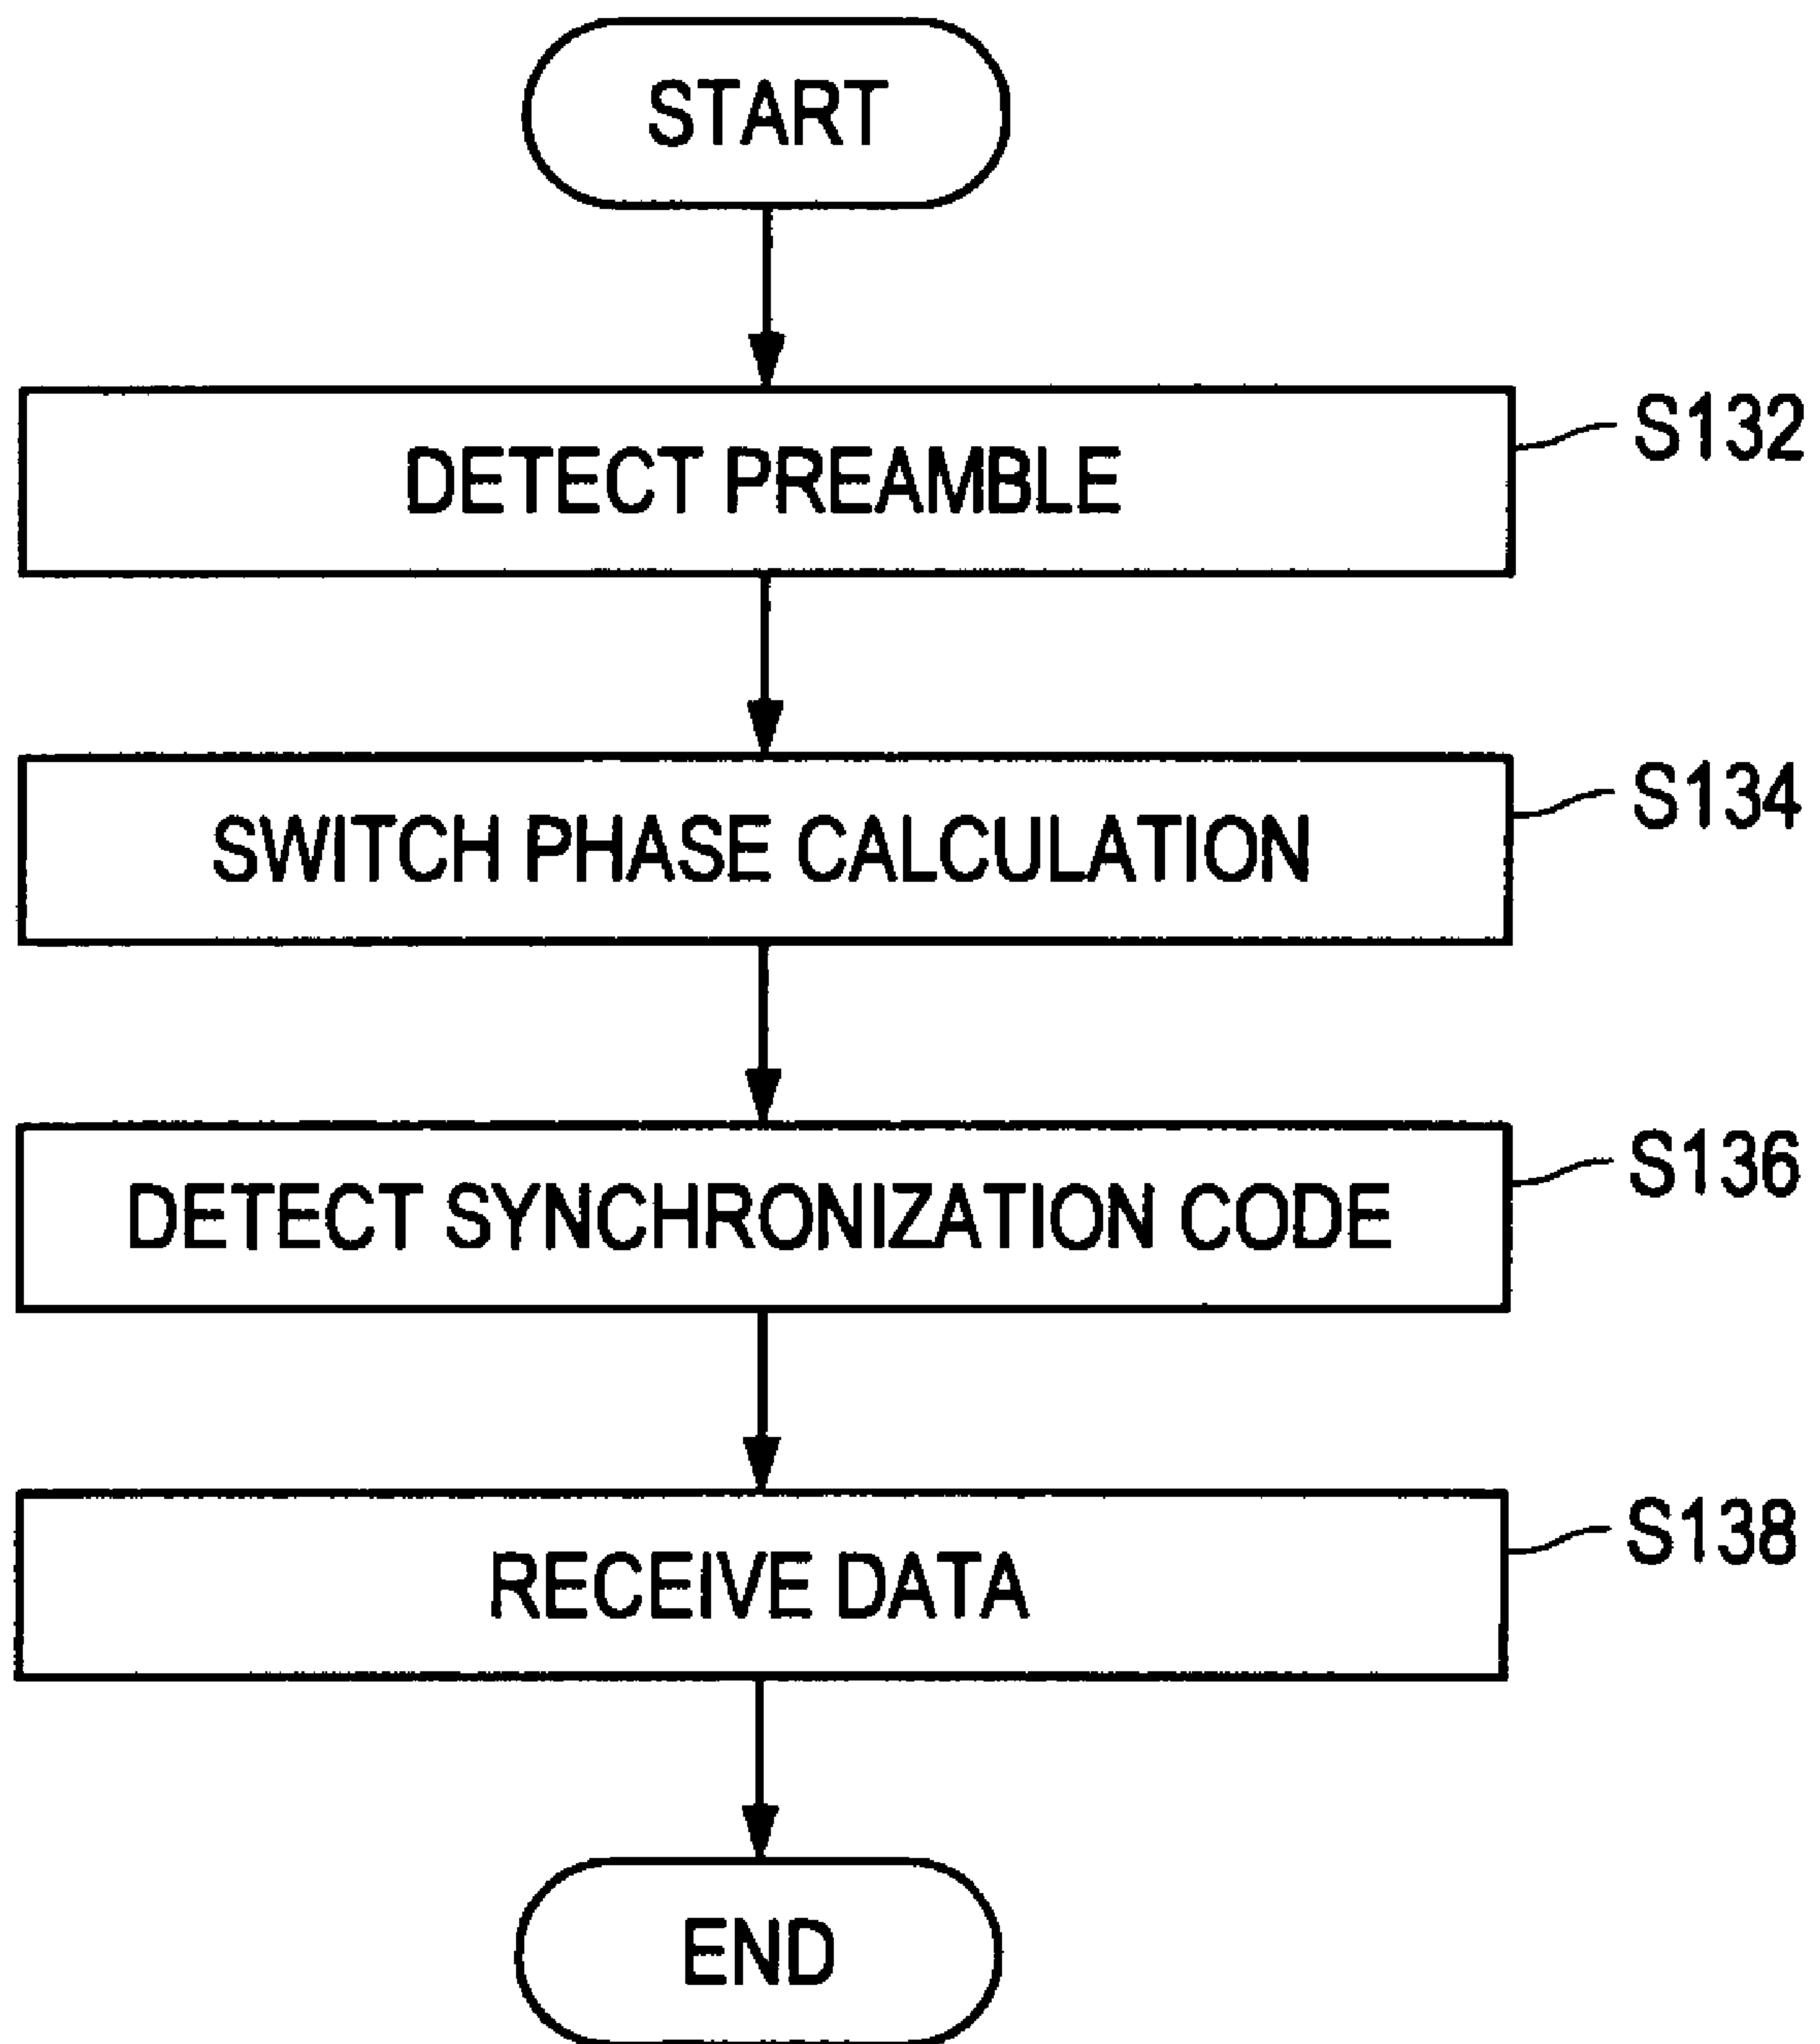 START
DETECT PREAMBLE
S132
SWITCH PHASE CALCULATION
S134
DETECT SYNCHRONIZATION CODE
S136
RECEIVE DATA
S138
END